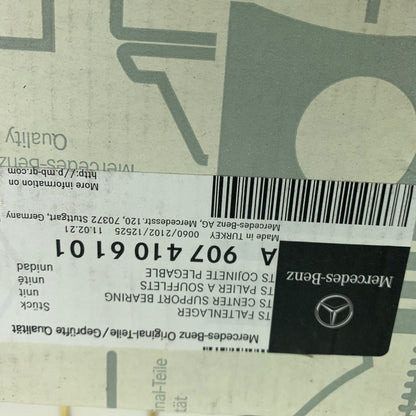 Mercedes-Benz Original-Teile/Geprüfte Qualität
TS FALTENLAGER
TS CENTER SUPPORT BEARING
TS PALIER A SOUFFLETS
TS COJINETE PLEGABLE
Stück
unit
unité
unidad
A 907 410 61 01
Made in TURKEY 0060/2102/12525 11.02.21
Mercedes-Benz AG, Mercedesstr. 120, 70372 Stuttgart, Germany
More information on
http://p.mb-qr.com
Mercedes-Benz
Mercedes-Benz
Quality